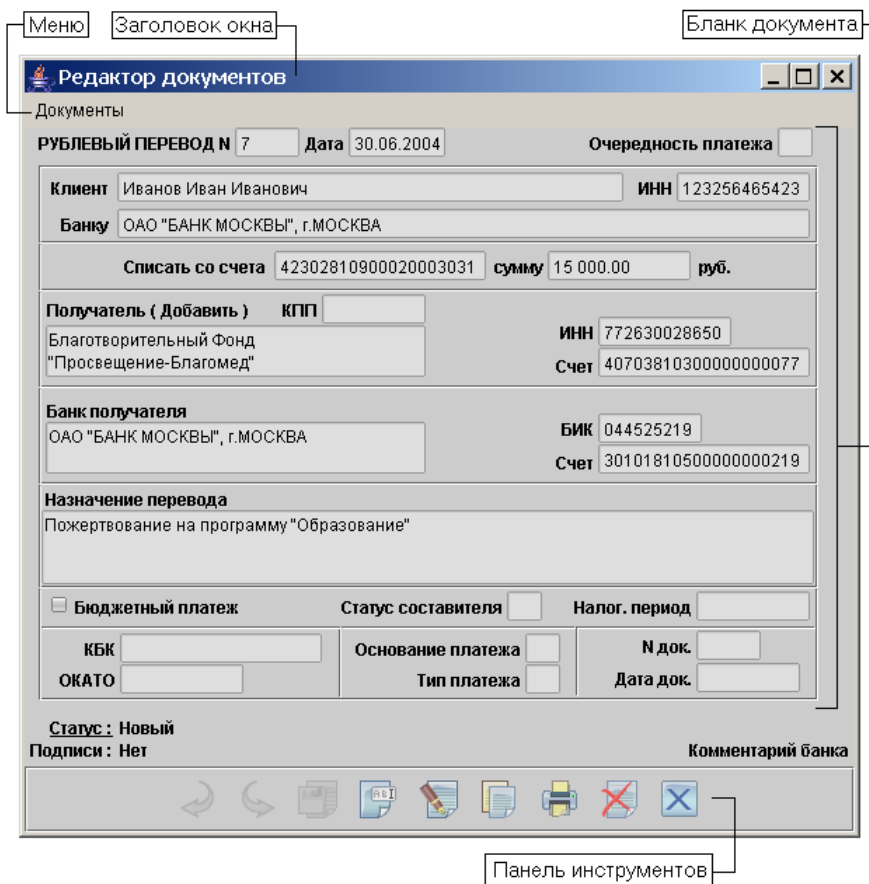 Меню Заголовок окна Бланк документа
Редактор документов
Документы
РУБЛЕВЫЙ ПЕРЕВОД N 7 Дата 30.06.2004 Очередность платежа
Клиент Иванов Иван Иванович ИНН 123256465423
Банку ОАО "БАНК МОСКВЫ", г.МОСКВА
Списать со счета 42302810900020003031 сумму 15 000.00 руб.
Получатель ( Добавить ) КПП
Благотворительный Фонд ИНН 772630028650
"Просвещение-Благомед" Счет 40703810300000000077
Банк получателя
ОАО "БАНК МОСКВЫ", г.МОСКВА БИК 044525219
Счет 30101810500000000219
Назначение перевода
Пожертвование на программу "Образование"
Бюджетный платеж Статус составителя Налог. период
КБК Основание платежа N док.
ОКАТО Тип платежа Дата док.
Статус : Новый
Подписи : Нет Комментарий банка
Панель инструментов